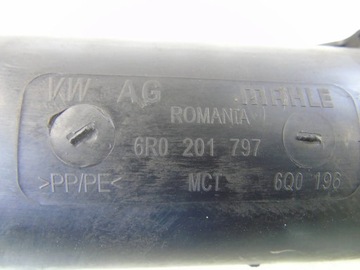 VW AG MAHLE
ROMANIA
6R0 201 797
>PP/PE< MCT 6Q0 196